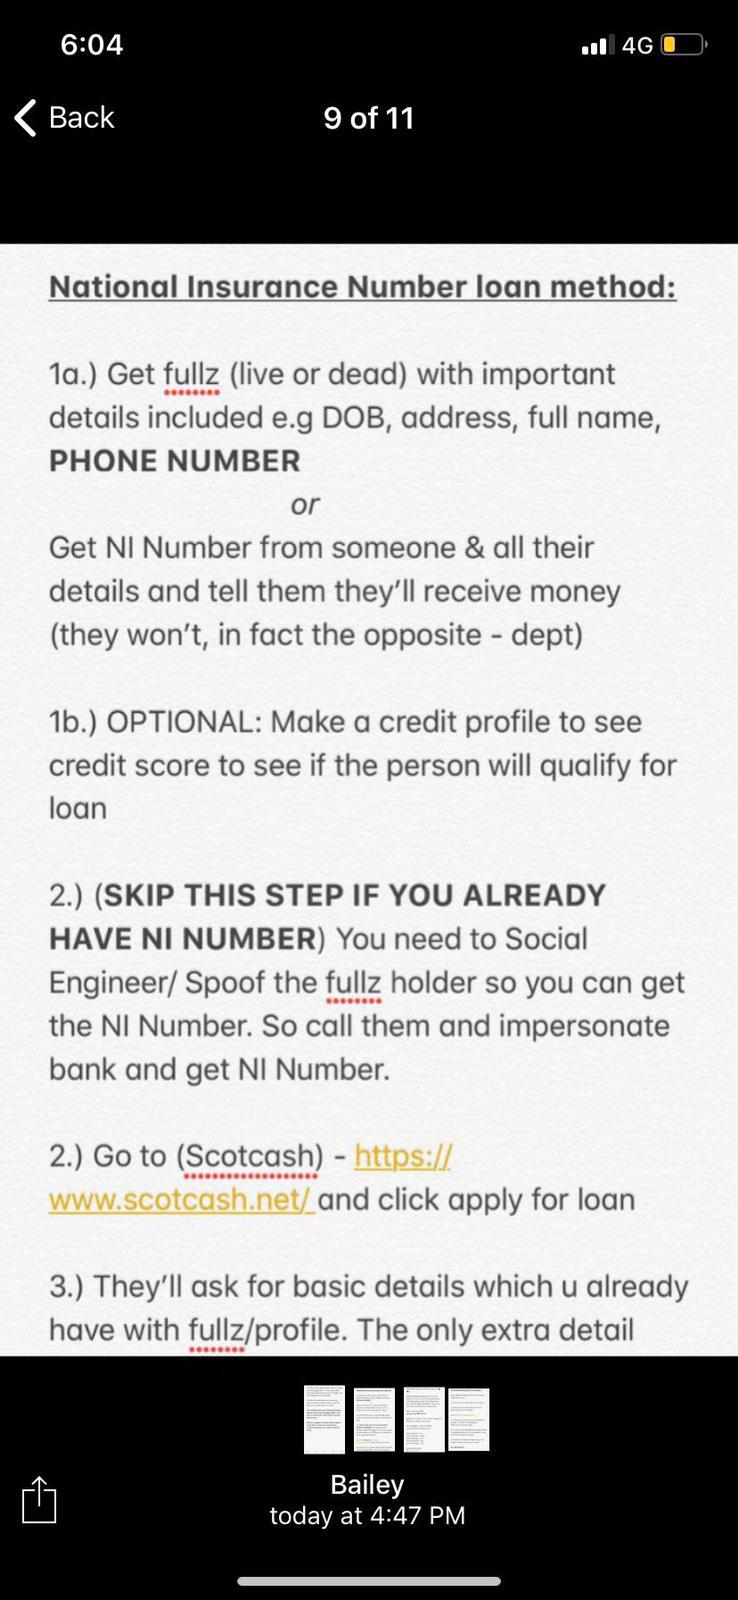 6:04
4G
Back
9 of 11
National Insurance Number loan method:
1a.) Get fullz (live or dead) with important
details included e.g DOB, address, full name,
PHONE NUMBER
or
Get NI Number from someone & all their
details and tell them they’ll receive money
(they won’t, in fact the opposite - dept)
1b.) OPTIONAL: Make a credit profile to see
credit score to see if the person will qualify for
loan
2.) (SKIP THIS STEP IF YOU ALREADY
HAVE NI NUMBER) You need to Social
Engineer/ Spoof the fullz holder so you can get
the NI Number. So call them and impersonate
bank and get NI Number.
2.) Go to (Scotcash) - https://
www.scotcash.net/ and click apply for loan
3.) They’ll ask for basic details which u already
have with fullz/profile. The only extra detail
Bailey
today at 4:47 PM